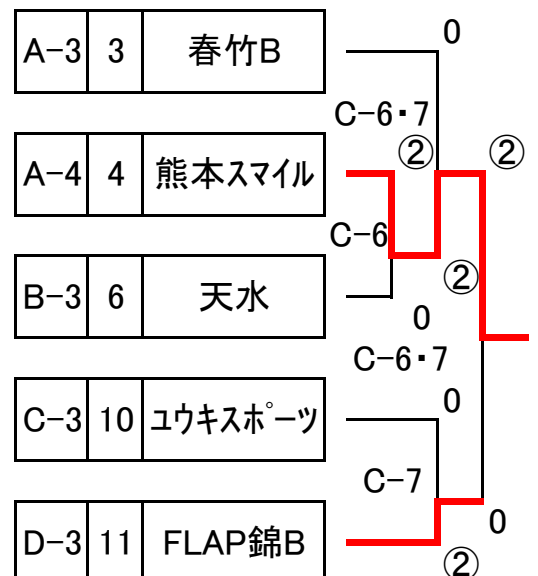 0
A-3 3 春竹B
C-6・7
② ②
A-4 4 熊本スマイル
C-6
②
B-3 6 天水
0
C-6・7
0
C-3 10 ユウキスポーツ
C-7
0
D-3 11 FLAP錦B
②